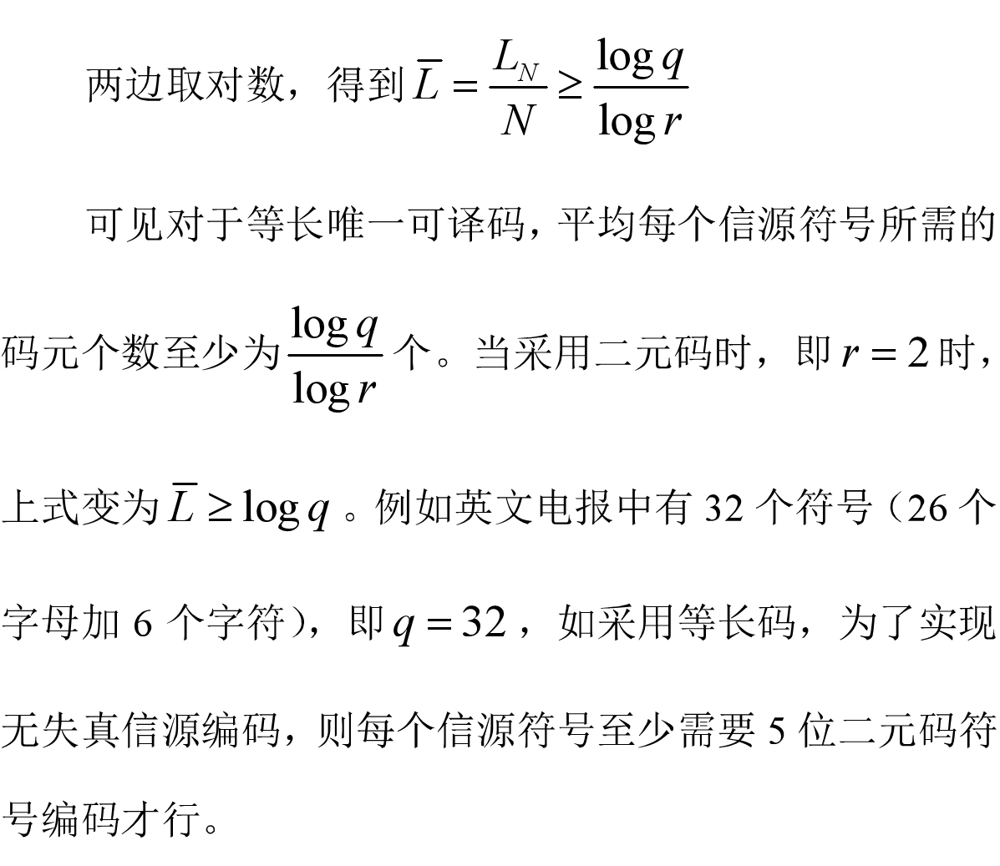 两边取对数，得到 $\overline{L} = \frac{L_N}{N} \geq \frac{\log q}{\log r}$
可见对于等长唯一可译码，平均每个信源符号所需的
码元个数至少为 $\frac{\log q}{\log r}$ 个。当采用二元码时，即 $r = 2$ 时，
上式变为 $\overline{L} \geq \log q$ 。例如英文电报中有 32 个符号（26 个
字母加 6 个字符），即 $q = 32$ ，如采用等长码，为了实现
无失真信源编码，则每个信源符号至少需要 5 位二元码符
号编码才行。